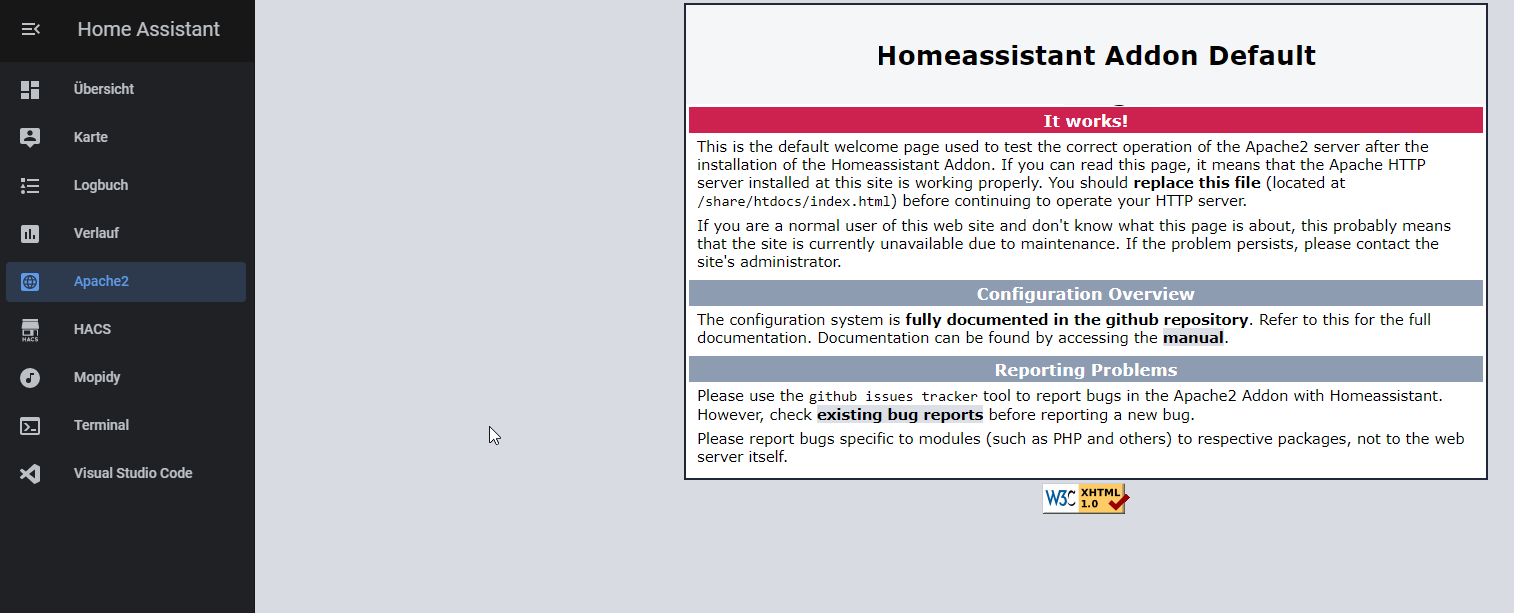 Home Assistant
Übersicht
Karte
Logbuch
Verlauf
Apache2
HACS
HACS
Mopidy
Terminal
Visual Studio Code
Homeassistant Addon Default
It works!
This is the default welcome page used to test the correct operation of the Apache2 server after the
installation of the Homeassistant Addon. If you can read this page, it means that the Apache HTTP
server installed at this site is working properly. You should replace this file (located at
/share/htdocs/index.html) before continuing to operate your HTTP server.
If you are a normal user of this web site and don't know what this page is about, this probably means
that the site is currently unavailable due to maintenance. If the problem persists, please contact the
site's administrator.
Configuration Overview
The configuration system is fully documented in the github repository. Refer to this for the full
documentation. Documentation can be found by accessing the manual.
Reporting Problems
Please use the github issues tracker tool to report bugs in the Apache2 Addon with Homeassistant.
However, check existing bug reports before reporting a new bug.
Please report bugs specific to modules (such as PHP and others) to respective packages, not to the web
server itself.
W3C XHTML
1.0